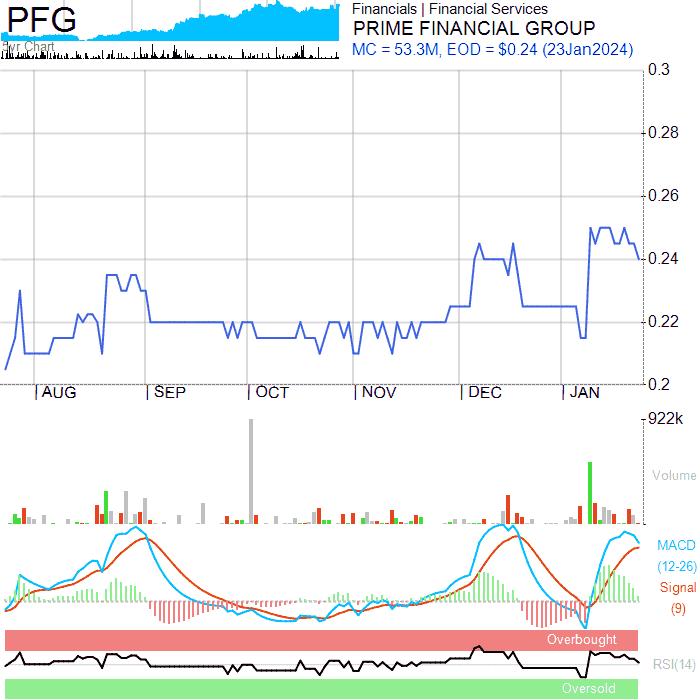 PFG
5yr Chart
Financials | Financial Services
PRIME FINANCIAL GROUP
MC = 53.3M, EOD = $0.24 (23Jan2024)
0.3
0.28
0.26
0.24
0.22
0.2
AUG SEP OCT NOV DEC JAN
922k
Volume
MACD
(12-26)
Signal
(9)
Overbought
RSI(14)
Oversold